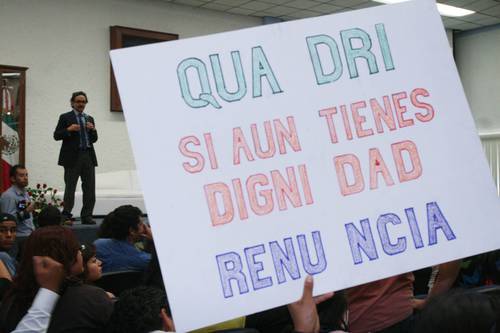 QUA DRI
SI AUN TIENES
DIGNI DAD
RENU NCIA